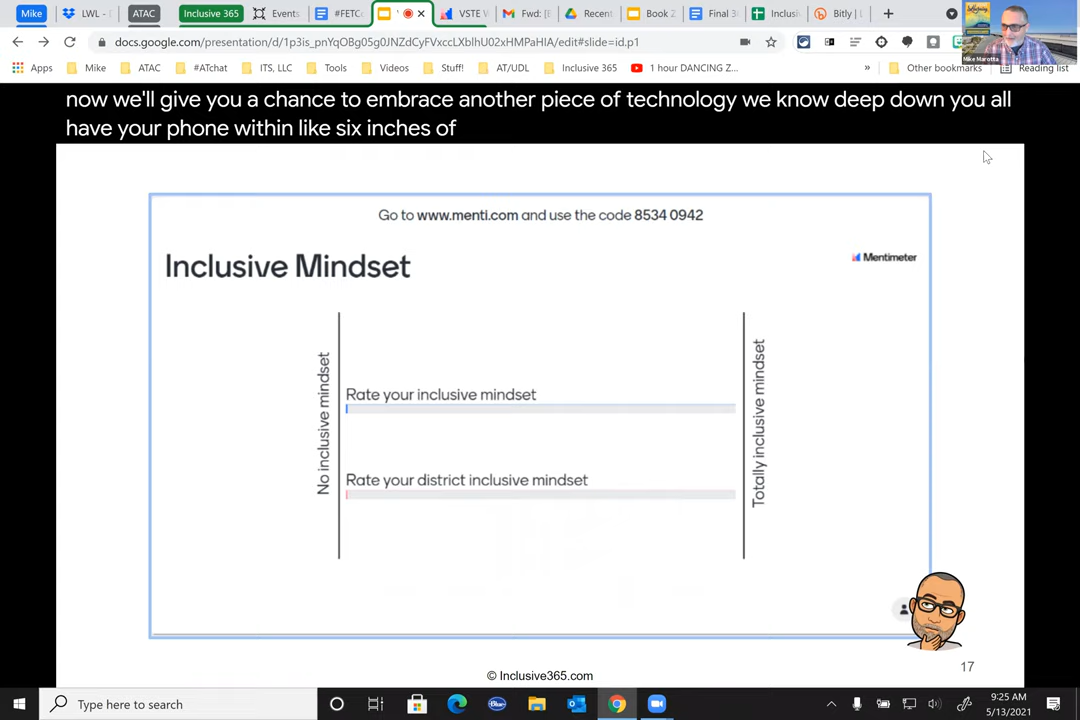 Mike
LWL -
ATAC
Inclusive 365
Events
#FETC
VSTE V
Fwd: [E
Recent
Book 2
Final 3
Inclusi
Bitly | L
docs.google.com/presentation/d/1p3is_pnYqOBg05g0JNZdCyFVxccLXblhU02xHMPaHIA/edit#slide=id.p1
Mike Marotta
Apps
Mike
ATAC
#ATchat
ITS, LLC
Tools
Videos
Stuff!
AT/UDL
Inclusive 365
1 hour DANCING Z...
»
Other bookmarks
Reading list
now we'll give you a chance to embrace another piece of technology we know deep down you all
have your phone within like six inches of
Go to www.menti.com and use the code 8534 0942
Inclusive Mindset
Mentimeter
No inclusive mindset
Rate your inclusive mindset
Rate your district inclusive mindset
Totally inclusive mindset
17
© Inclusive365.com
Type here to search
9:25 AM
5/13/2021